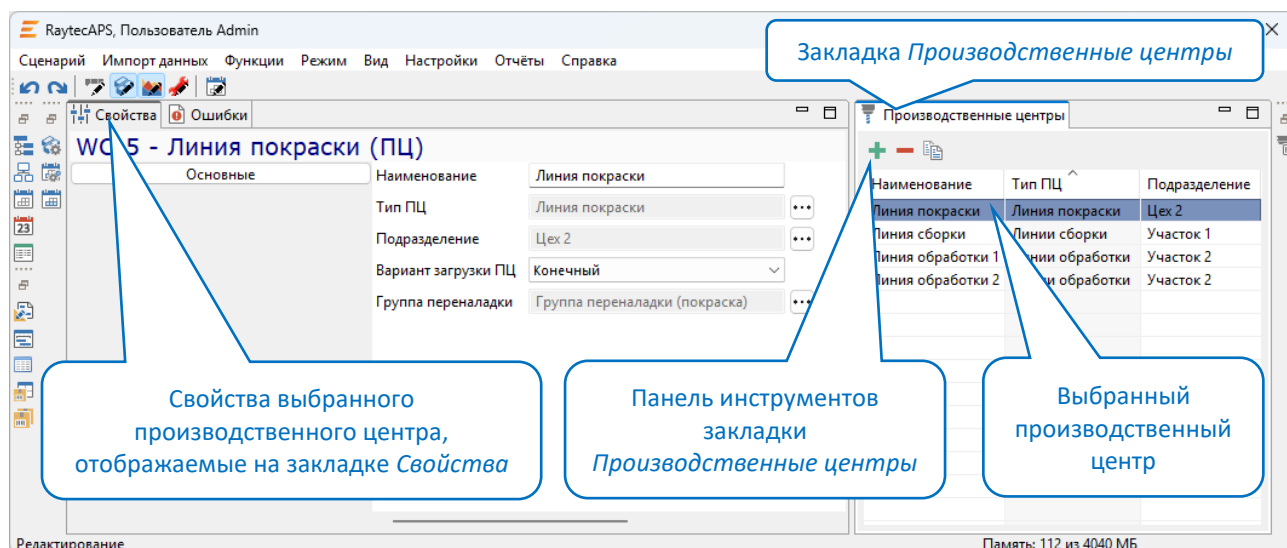 RaytecAPS, Пользователь Admin
Сценарий Импорт данных Функции Режим Вид Настройки Отчёты Справка
Закладка Производственные центры
Свойства Ошибки
Производственные центры
WC 5 - Линия покраски (ПЦ)
Основные
Наименование Линия покраски
Тип ПЦ Линия покраски
Подразделение Цех 2
Вариант загрузки ПЦ Конечный
Группа переналадки Группа переналадки (покраска)
Наименование Тип ПЦ Подразделение
Линия покраски Линия покраски Цех 2
Линия сборки Линии сборки Участок 1
Линия обработки 1 Линии обработки Участок 2
Линия обработки 2 Линии обработки Участок 2
23
Свойства выбранного
производственного центра,
отображаемые на закладке Свойства
Панель инструментов
закладки
Производственные центры
Выбранный
производственный
центр
Редактирование
Память: 112 из 4040 МБ